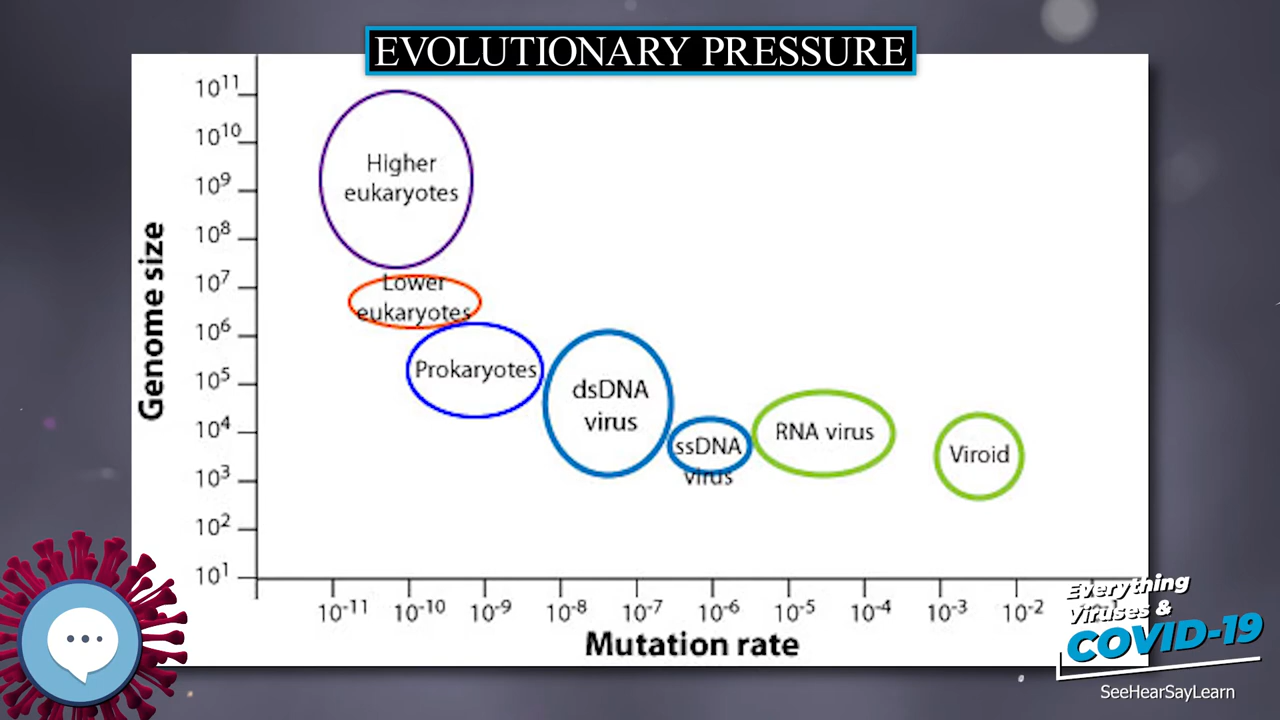 EVOLUTIONARY PRESSURE
Genome size
10¹¹
10¹⁰
10⁹
10⁸
10⁷
10⁶
10⁵
10⁴
10³
10²
10¹
Higher
eukaryotes
Lower
eukaryotes
Prokaryotes
dsDNA
virus
ssDNA
virus
RNA virus
Viroid
10⁻¹¹ 10⁻¹⁰ 10⁻⁹ 10⁻⁸ 10⁻⁷ 10⁻⁶ 10⁻⁵ 10⁻⁴ 10⁻³ 10⁻²
Mutation rate
Everything
Viruses &
COVID-19
SeeHearSayLearn